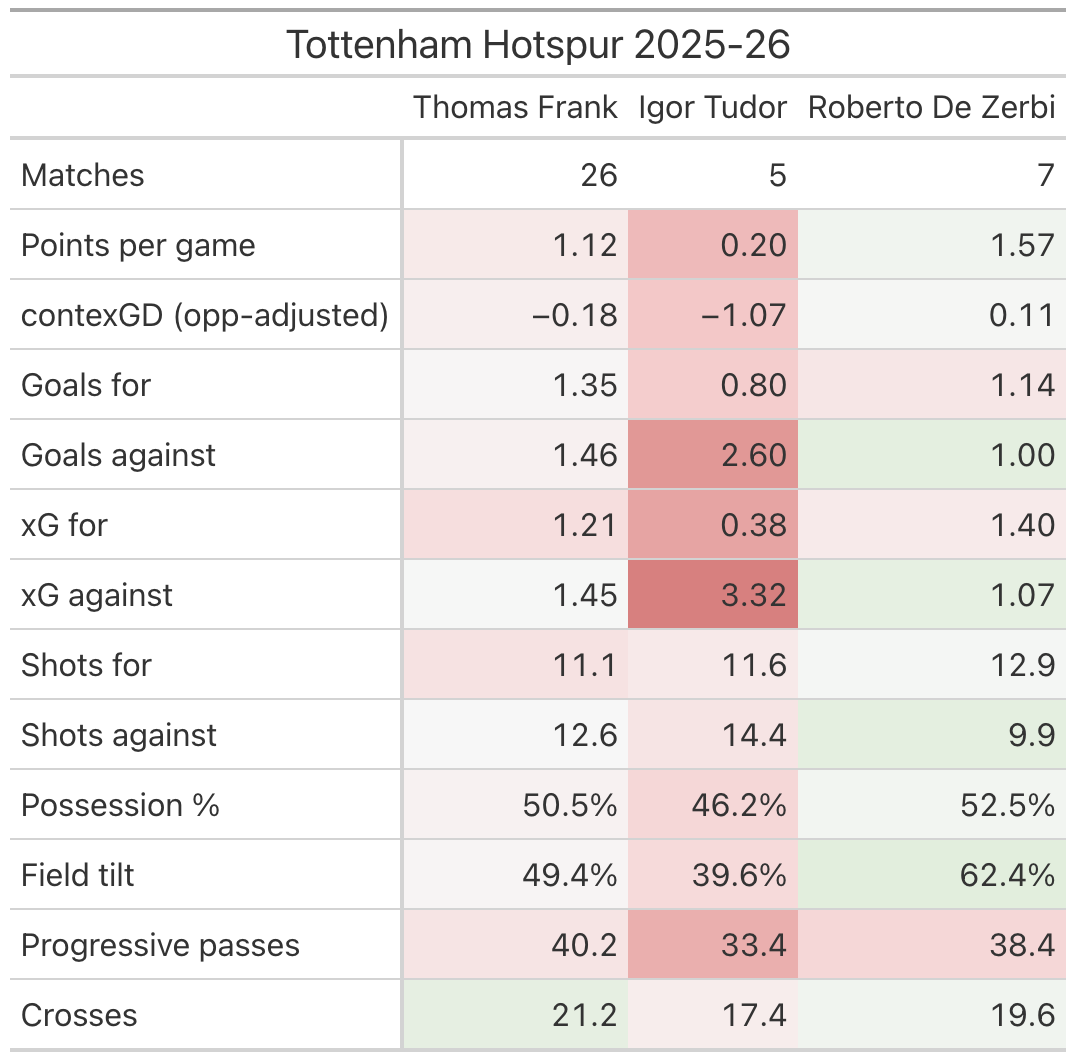 Tottenham Hotspur 2025-26
Thomas Frank Igor Tudor Roberto De Zerbi
Matches 26 5 7
Points per game 1.12 0.20 1.57
contexGD (opp-adjusted) −0.18 −1.07 0.11
Goals for 1.35 0.80 1.14
Goals against 1.46 2.60 1.00
xG for 1.21 0.38 1.40
xG against 1.45 3.32 1.07
Shots for 11.1 11.6 12.9
Shots against 12.6 14.4 9.9
Possession % 50.5% 46.2% 52.5%
Field tilt 49.4% 39.6% 62.4%
Progressive passes 40.2 33.4 38.4
Crosses 21.2 17.4 19.6